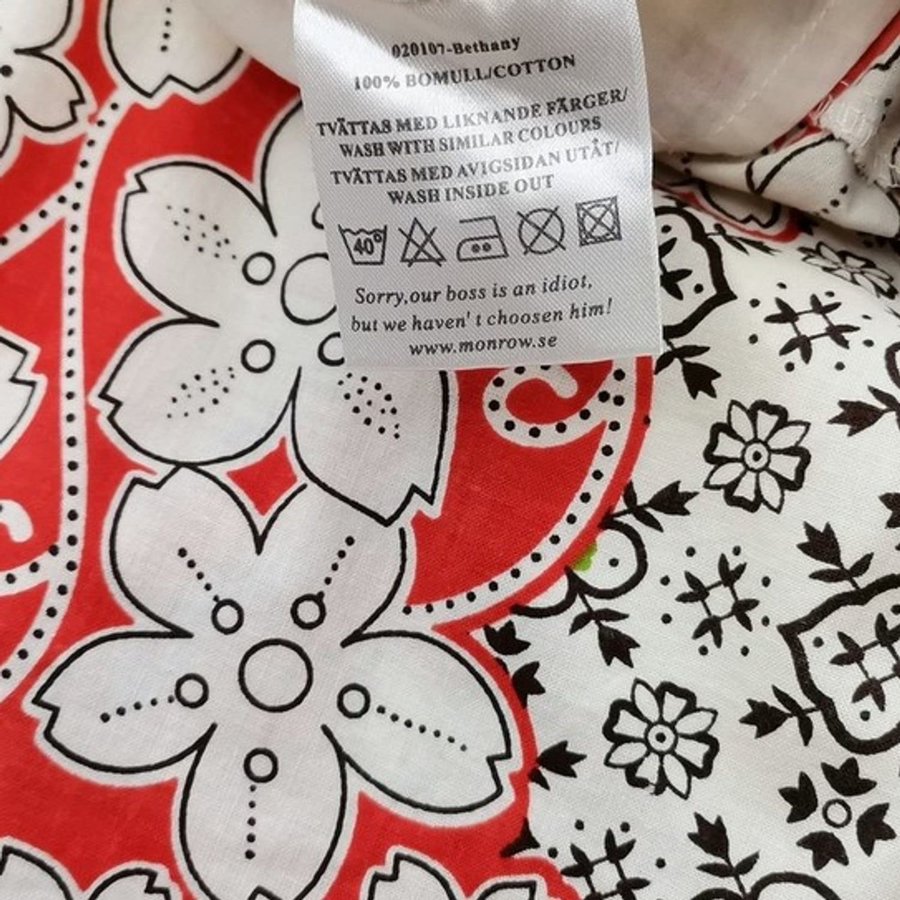 020107-Bethany
100% BOMULL/COTTON
TVÄTTAS MED LIKNANDE FÄRGER/
WASH WITH SIMILAR COLOURS
TVÄTTAS MED AVIGSIDAN UTÅT/
WASH INSIDE OUT
40°
Sorry,our boss is an idiot,
but we haven't choosen him!
www.monrow.se